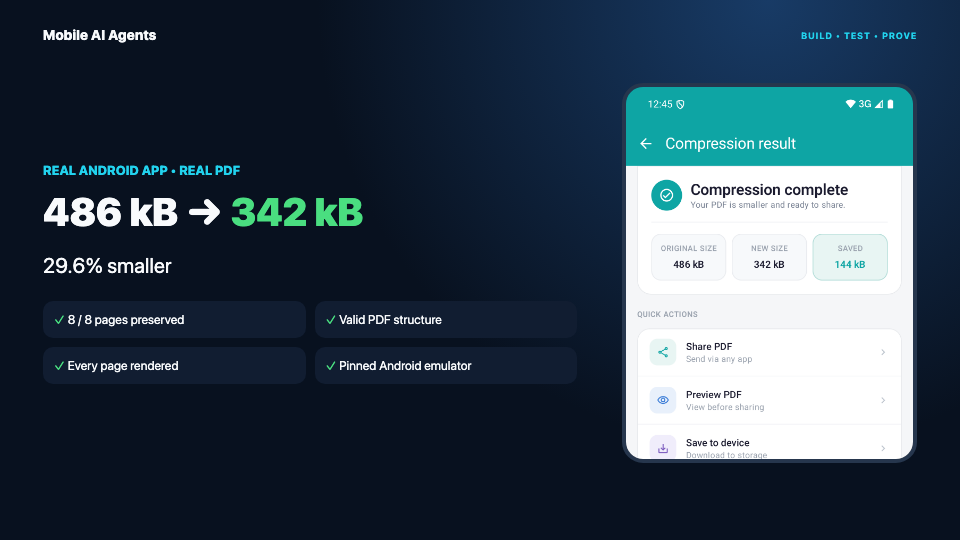 Mobile AI Agents
BUILD • TEST • PROVE
REAL ANDROID APP • REAL PDF
486 kB → 342 kB
29.6% smaller
✓ 8 / 8 pages preserved
✓ Valid PDF structure
✓ Every page rendered
✓ Pinned Android emulator
12:45
3G
← Compression result
Compression complete
Your PDF is smaller and ready to share.
ORIGINAL SIZE
486 kB
NEW SIZE
342 kB
SAVED
144 kB
QUICK ACTIONS
Share PDF
Send via any app
Preview PDF
View before sharing
Save to device
Download to storage